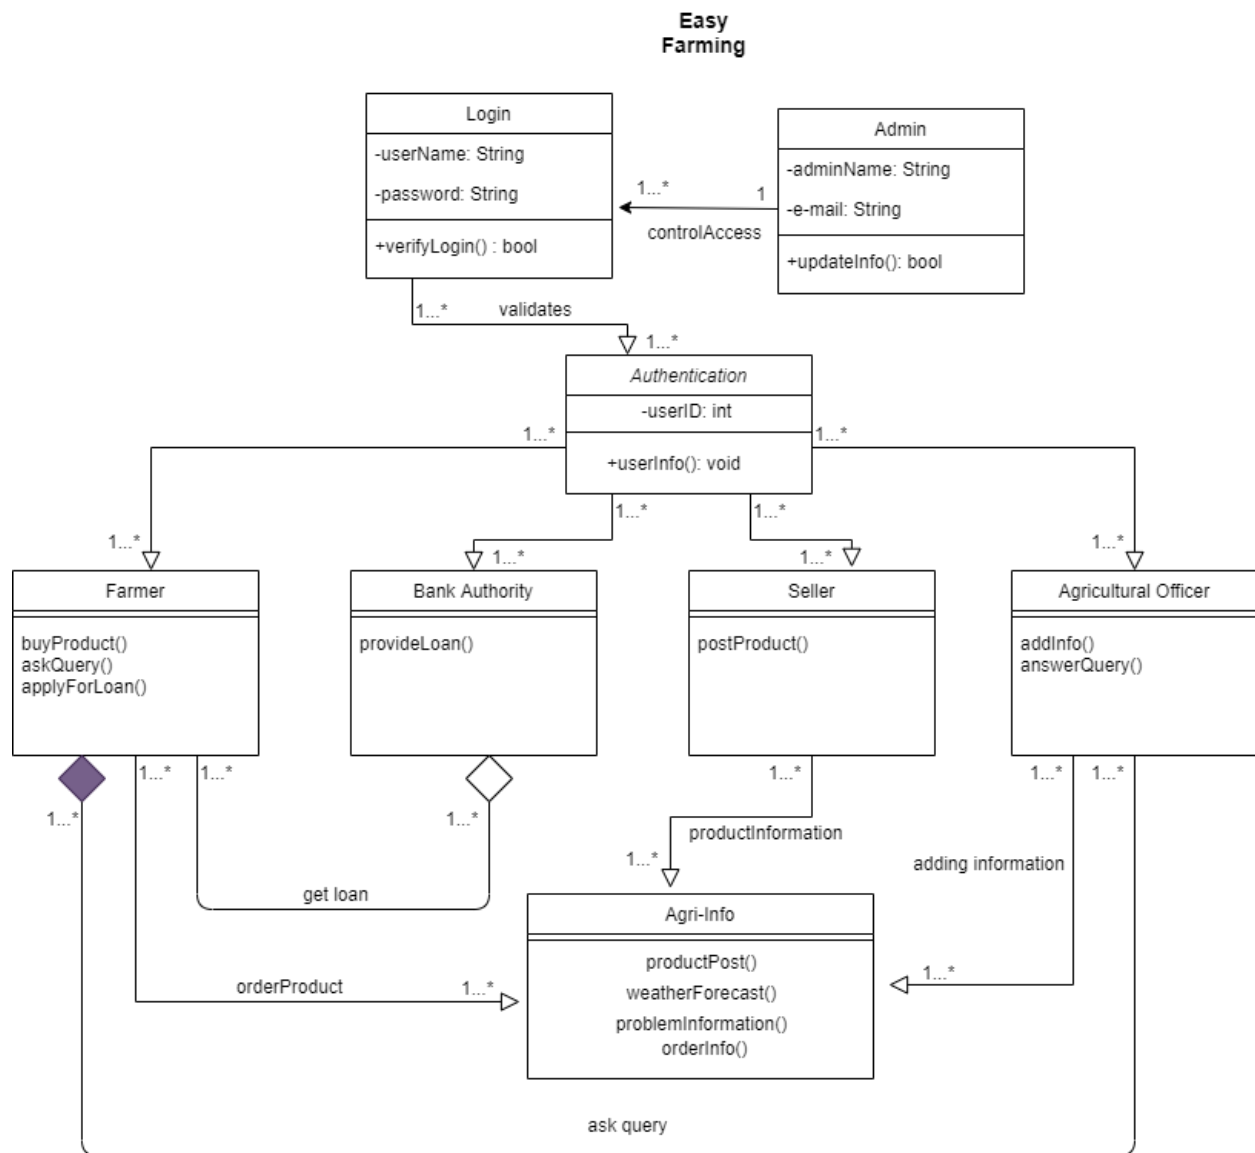 Easy
Farming
Login
-userName: String
-password: String
+verifyLogin() : bool
Admin
-adminName: String
-e-mail: String
+updateInfo(): bool
1...*
1
controlAccess
1...*
validates
1...*
Authentication
-userID: int
+userInfo(): void
1...*
1...*
1...*
1...*
1...*
1...*
1...*
1...*
Farmer
buyProduct()
askQuery()
applyForLoan()
Bank Authority
provideLoan()
Seller
postProduct()
Agricultural Officer
addInfo()
answerQuery()
1...*
1...*
1...*
1...*
1...*
1...*
1...*
productInformation
1...*
adding information
get loan
Agri-Info
productPost()
weatherForecast()
problemInformation()
orderInfo()
orderProduct
1...*
1...*
ask query